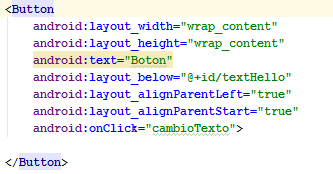 <Button
    android:layout_width="wrap_content"
    android:layout_height="wrap_content"
    android:text="Boton"
    android:layout_below="@+id/textHello"
    android:layout_alignParentLeft="true"
    android:layout_alignParentStart="true"
    android:onClick="cambioTexto">
</Button>